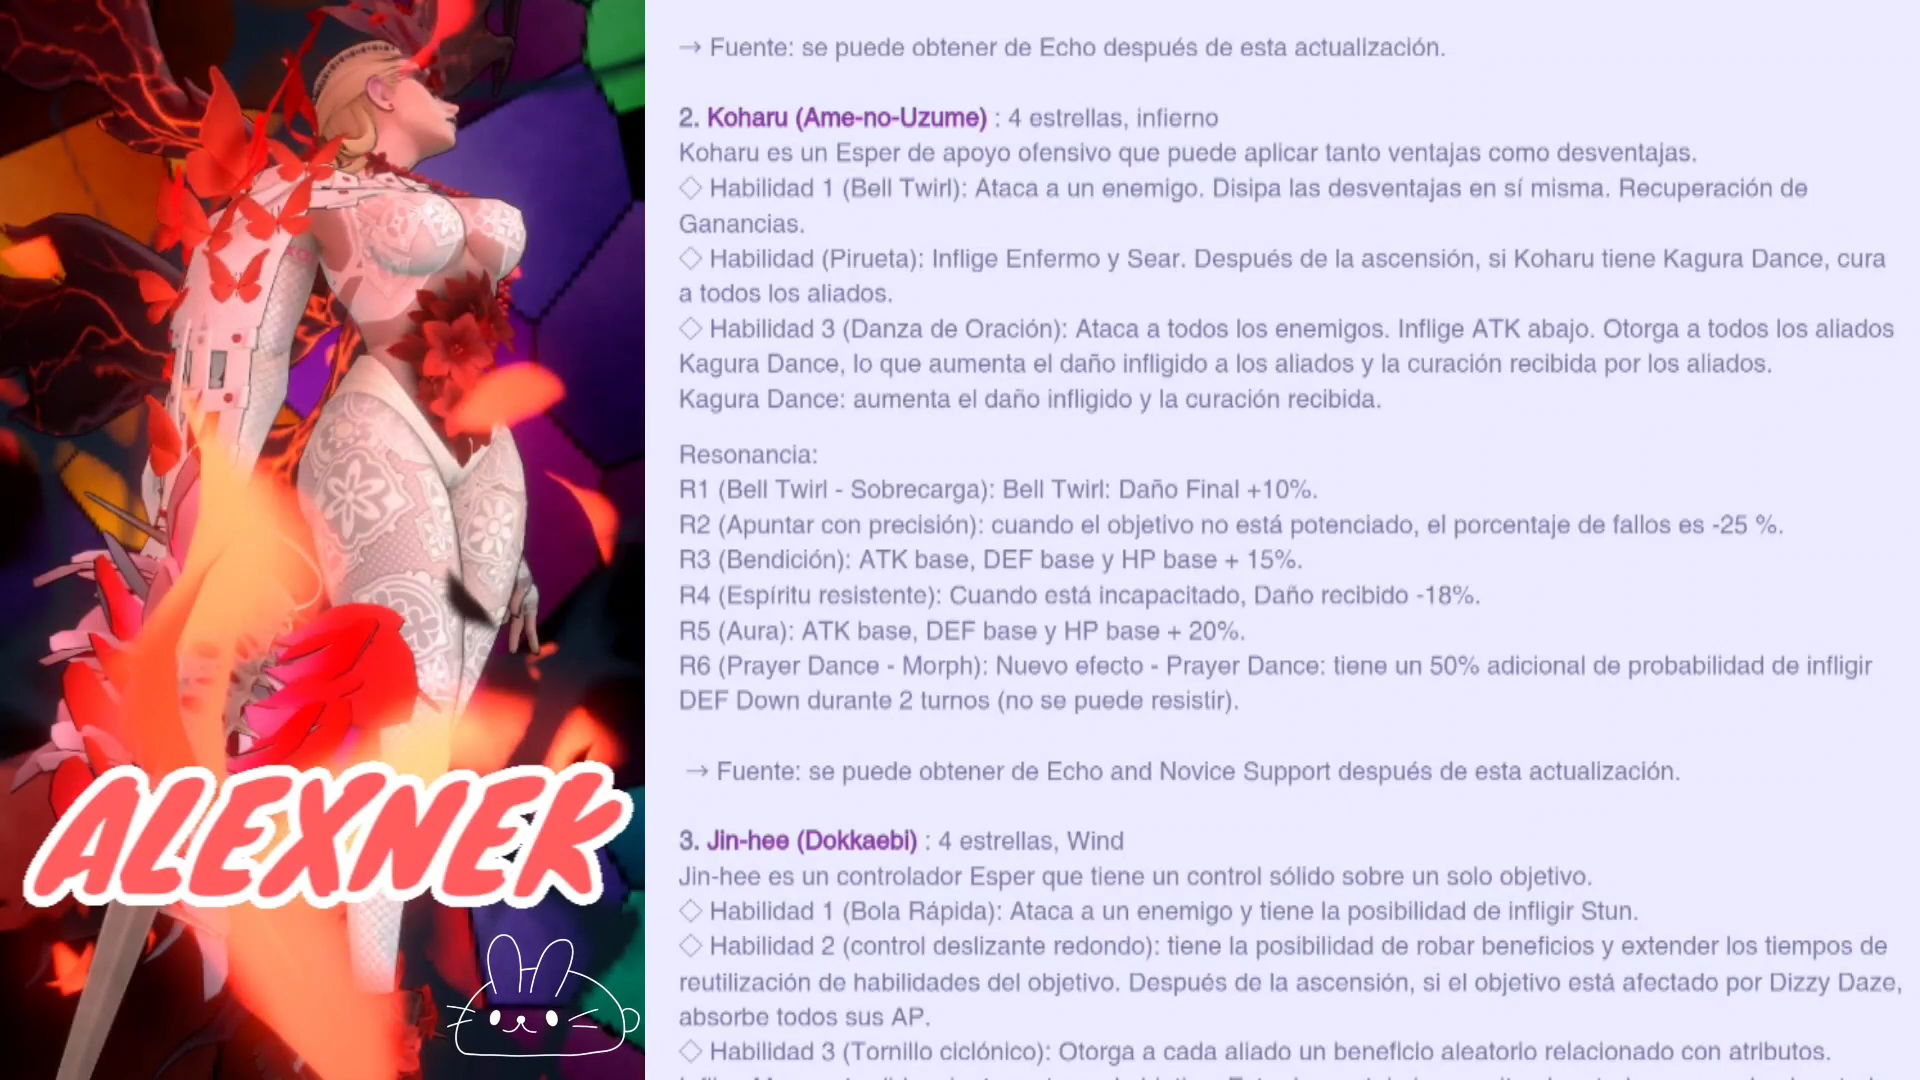 → Fuente: se puede obtener de Echo después de esta actualización.
2. Koharu (Ame-no-Uzume) : 4 estrellas, infierno
Koharu es un Esper de apoyo ofensivo que puede aplicar tanto ventajas como desventajas.
◇ Habilidad 1 (Bell Twirl): Ataca a un enemigo. Disipa las desventajas en sí misma. Recuperación de
Ganancias.
◇ Habilidad (Pirueta): Inflige Enfermo y Sear. Después de la ascensión, si Koharu tiene Kagura Dance, cura
a todos los aliados.
◇ Habilidad 3 (Danza de Oración): Ataca a todos los enemigos. Inflige ATK abajo. Otorga a todos los aliados
Kagura Dance, lo que aumenta el daño infligido a los aliados y la curación recibida por los aliados.
Kagura Dance: aumenta el daño infligido y la curación recibida.
Resonancia:
R1 (Bell Twirl - Sobrecarga): Bell Twirl: Daño Final +10%.
R2 (Apuntar con precisión): cuando el objetivo no está potenciado, el porcentaje de fallos es -25 %.
R3 (Bendición): ATK base, DEF base y HP base + 15%.
R4 (Espíritu resistente): Cuando está incapacitado, Daño recibido -18%.
R5 (Aura): ATK base, DEF base y HP base + 20%.
R6 (Prayer Dance - Morph): Nuevo efecto - Prayer Dance: tiene un 50% adicional de probabilidad de infligir
DEF Down durante 2 turnos (no se puede resistir).
→ Fuente: se puede obtener de Echo and Novice Support después de esta actualización.
3. Jin-hee (Dokkaebi) : 4 estrellas, Wind
Jin-hee es un controlador Esper que tiene un control sólido sobre un solo objetivo.
◇ Habilidad 1 (Bola Rápida): Ataca a un enemigo y tiene la posibilidad de infligir Stun.
◇ Habilidad 2 (control deslizante redondo): tiene la posibilidad de robar beneficios y extender los tiempos de
reutilización de habilidades del objetivo. Después de la ascensión, si el objetivo está afectado por Dizzy Daze,
absorbe todos sus AP.
◇ Habilidad 3 (Tornillo ciclónico): Otorga a cada aliado un beneficio aleatorio relacionado con atributos.
ALEXNEK